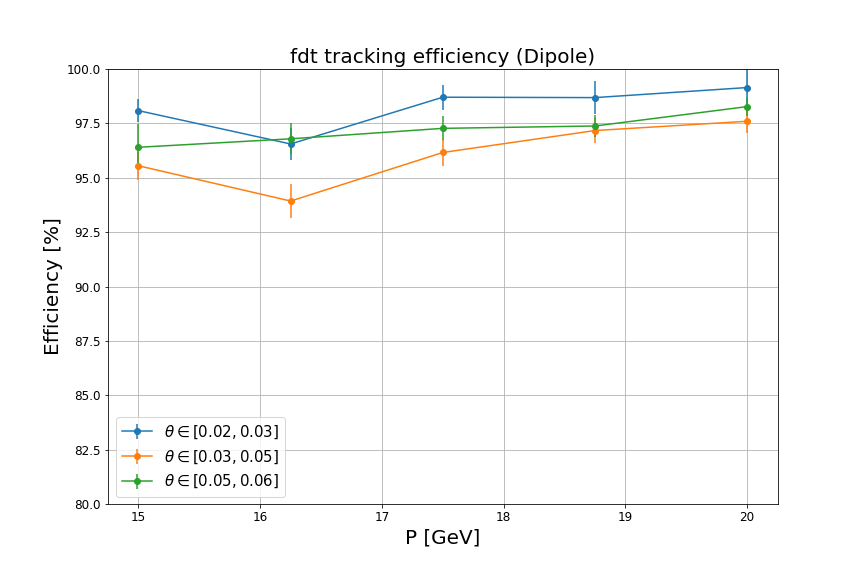 fdt tracking efficiency (Dipole)
Efficiency [%]
100.0
97.5
95.0
92.5
90.0
87.5
85.0
82.5
80.0
θ ∈ [0.02, 0.03]
θ ∈ [0.03, 0.05]
θ ∈ [0.05, 0.06]
15 16 17 18 19 20
P [GeV]